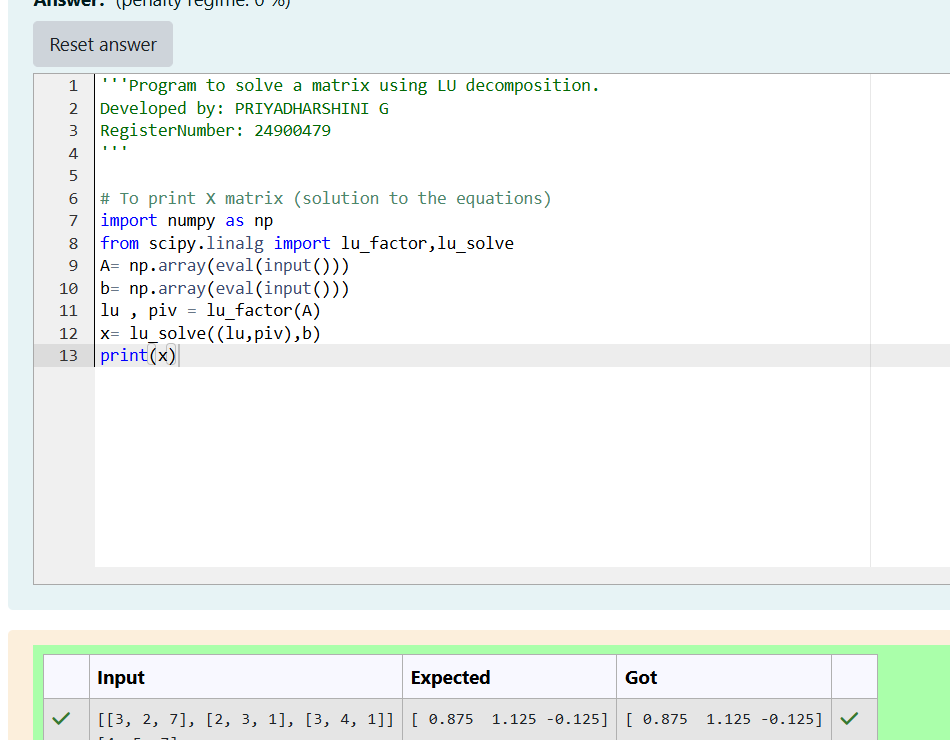 Answer: (penalty regime: 0 %)
Reset answer
1 '''Program to solve a matrix using LU decomposition.
2 Developed by: PRIYADHARSHINI G
3 RegisterNumber: 24900479
4 '''
5
6 # To print X matrix (solution to the equations)
7 import numpy as np
8 from scipy.linalg import lu_factor,lu_solve
9 A= np.array(eval(input()))
10 b= np.array(eval(input()))
11 lu , piv = lu_factor(A)
12 x= lu_solve((lu,piv),b)
13 print(x)
Input Expected Got
[[3, 2, 7], [2, 3, 1], [3, 4, 1]] [ 0.875  1.125 -0.125] [ 0.875  1.125 -0.125]